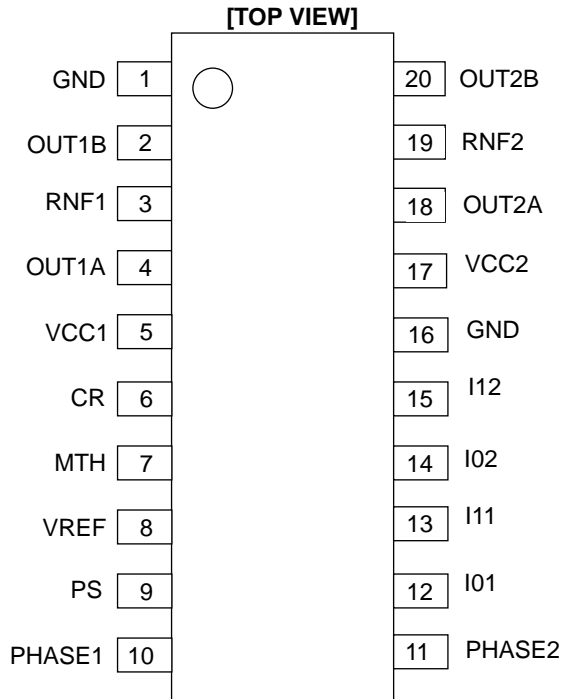 [TOP VIEW]
GND 1 20 OUT2B
OUT1B 2 19 RNF2
RNF1 3 18 OUT2A
OUT1A 4 17 VCC2
VCC1 5 16 GND
CR 6 15 I12
MTH 7 14 I02
VREF 8 13 I11
PS 9 12 I01
PHASE1 10 11 PHASE2